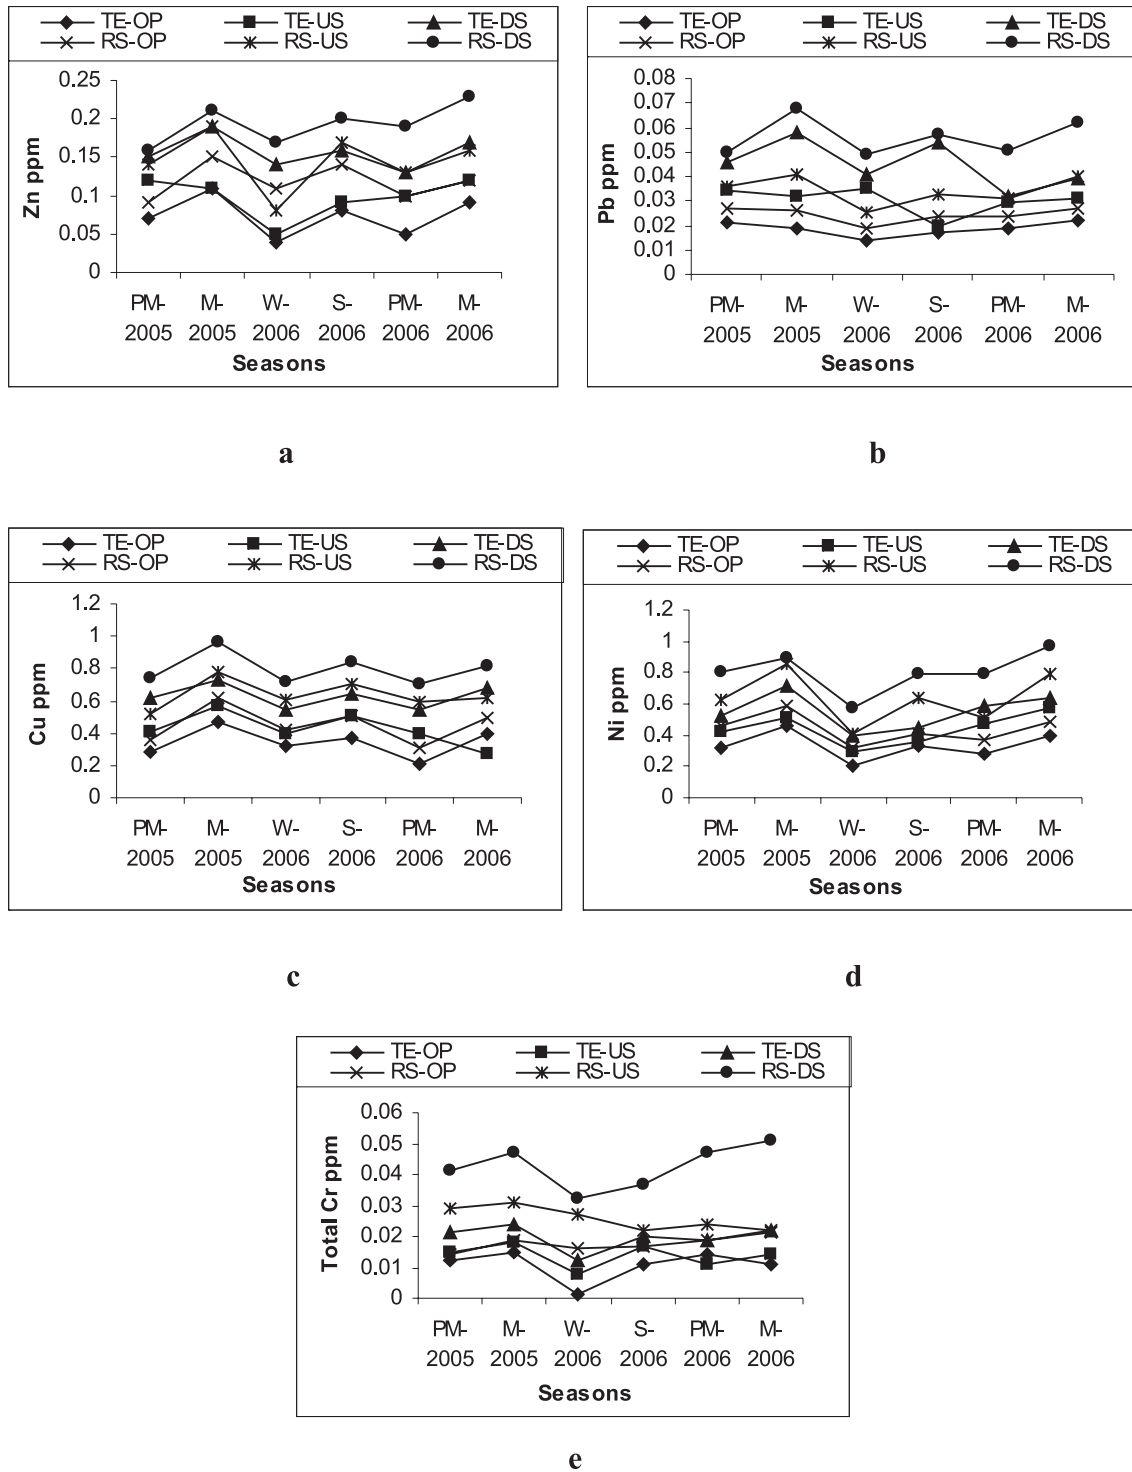 TE-OP TE-US TE-DS
RS-OP RS-US RS-DS
Zn ppm
0.25
0.2
0.15
0.1
0.05
0
PM- M- W- S- PM- M-
2005 2005 2006 2006 2006 2006
Seasons
a
TE-OP TE-US TE-DS
RS-OP RS-US RS-DS
Pb ppm
0.08
0.07
0.06
0.05
0.04
0.03
0.02
0.01
0
PM- M- W- S- PM- M-
2005 2005 2006 2006 2006 2006
Seasons
b
TE-OP TE-US TE-DS
RS-OP RS-US RS-DS
Cu ppm
1.2
1
0.8
0.6
0.4
0.2
0
PM- M- W- S- PM- M-
2005 2005 2006 2006 2006 2006
Seasons
c
TE-OP TE-US TE-DS
RS-OP RS-US RS-DS
Ni ppm
1.2
1
0.8
0.6
0.4
0.2
0
PM- M- W- S- PM- M-
2005 2005 2006 2006 2006 2006
Seasons
d
TE-OP TE-US TE-DS
RS-OP RS-US RS-DS
Total Cr ppm
0.06
0.05
0.04
0.03
0.02
0.01
0
PM- M- W- S- PM- M-
2005 2005 2006 2006 2006 2006
Seasons
e